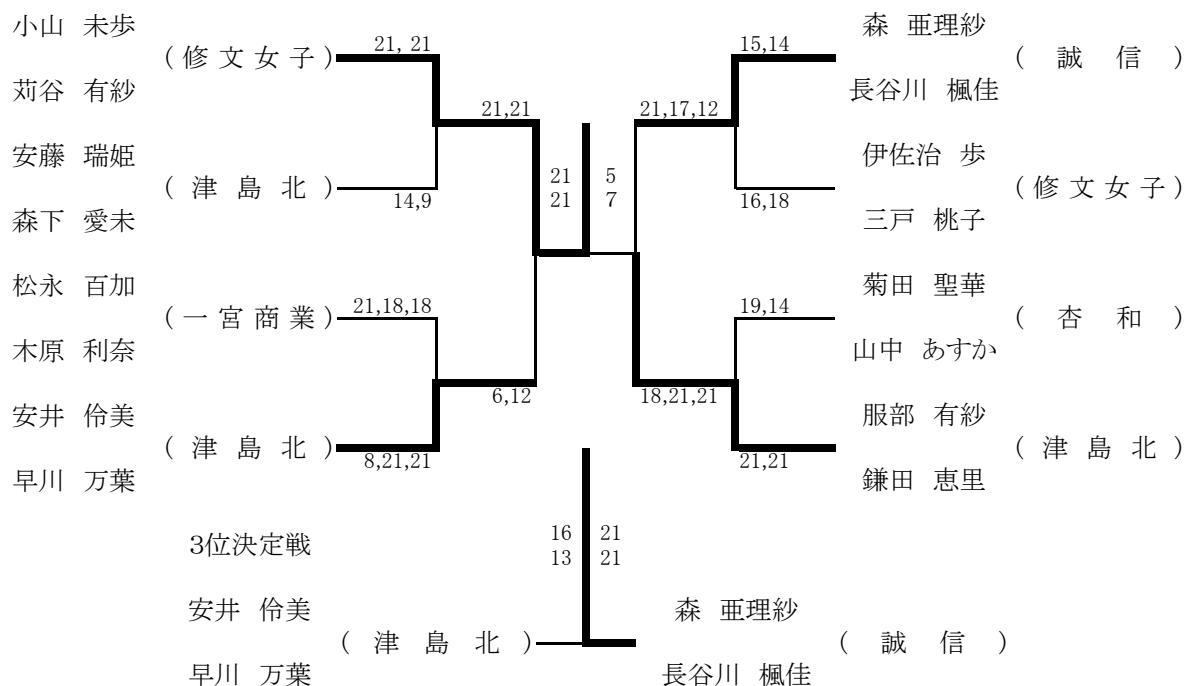 小山 未歩 森 亜理紗
(修文女子) 21, 21 15,14 (誠信)
苅谷 有紗 長谷川 楓佳
21,21 21,17,12
安藤 瑞姫 伊佐治 歩
21 5
(津島北) 14,9 21 7 16,18 (修文女子)
森下 愛未 三戸 桃子
松永 百加 菊田 聖華
(一宮商業) 21,18,18 19,14 (杏和)
木原 利奈 山中 あすか
6,12 18,21,21
安井 伶美 服部 有紗
(津島北) 8,21,21 21,21 (津島北)
早川 万葉 鎌田 恵里
16 21
3位決定戦
13 21
安井 伶美 森 亜理紗
(津島北) (誠信)
早川 万葉 長谷川 楓佳